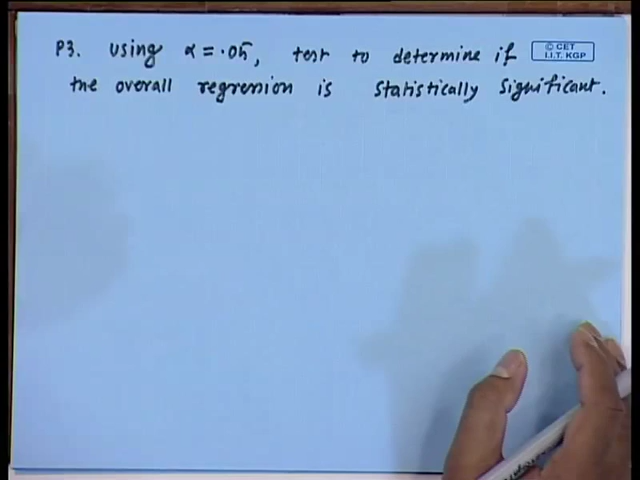 P3. Using α = .05, test to determine if
the overall regression is statistically significant.
© CET
I.I.T. KGP